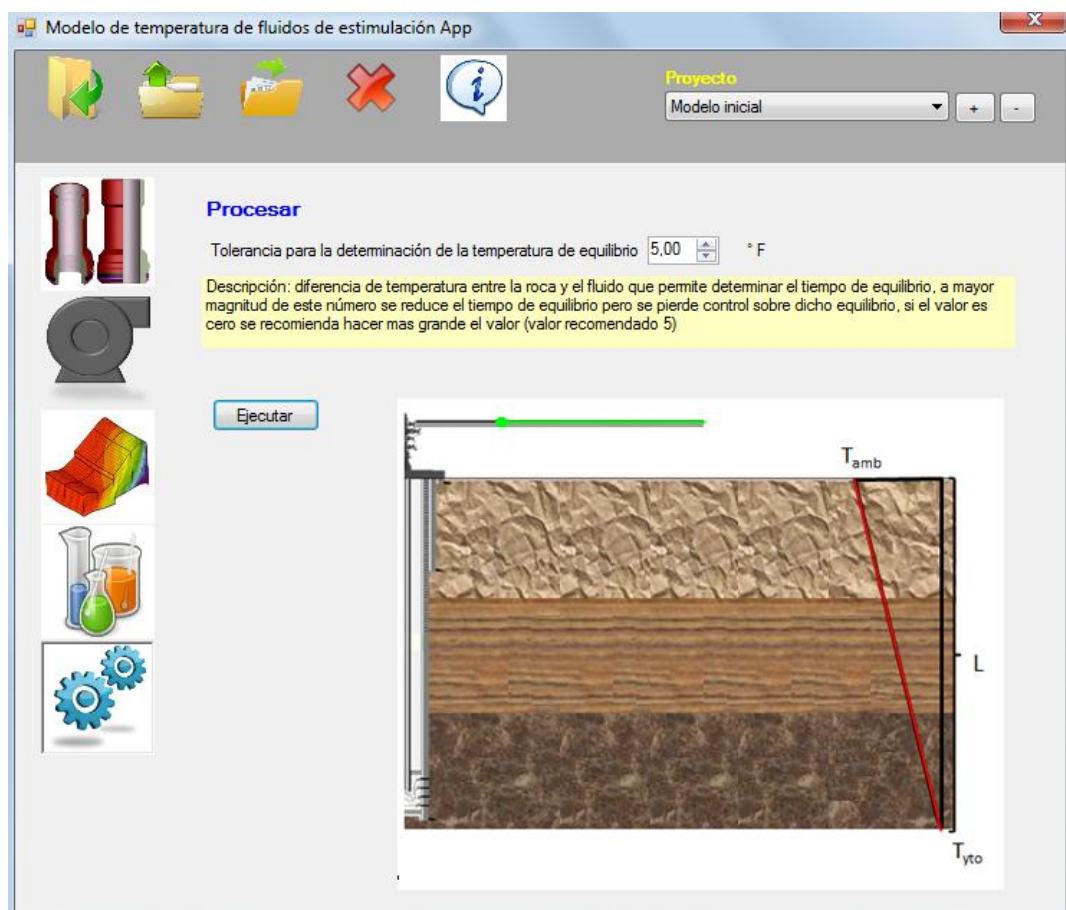 Modelo de temperatura de fluidos de estimulación App
x
Proyecto
Modelo inicial
+ -
Procesar
Tolerancia para la determinación de la temperatura de equilibrio 5,00 ° F
Descripción: diferencia de temperatura entre la roca y el fluido que permite determinar el tiempo de equilibrio, a mayor
magnitud de este número se reduce el tiempo de equilibrio pero se pierde control sobre dicho equilibrio, si el valor es
cero se recomienda hacer mas grande el valor (valor recomendado 5)
Ejecutar
Tamb
L
Tyto